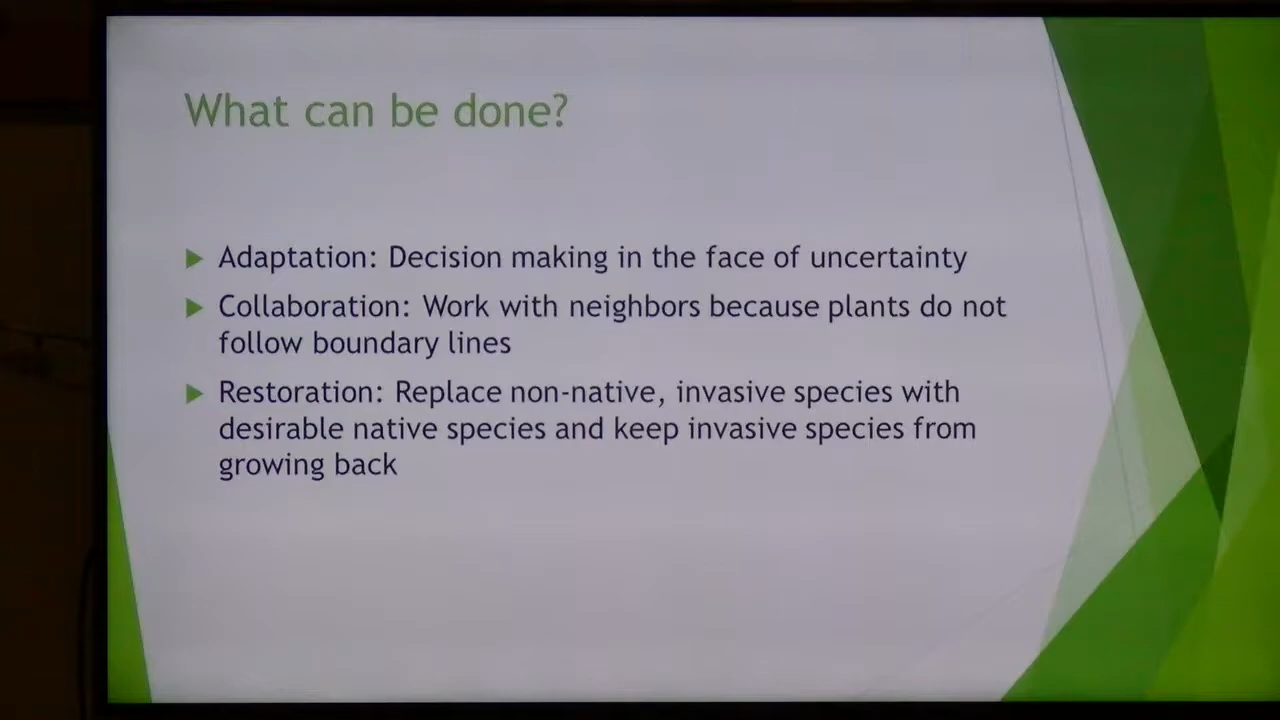 What can be done?
Adaptation: Decision making in the face of uncertainty
Collaboration: Work with neighbors because plants do not
follow boundary lines
Restoration: Replace non-native, invasive species with
desirable native species and keep invasive species from
growing back